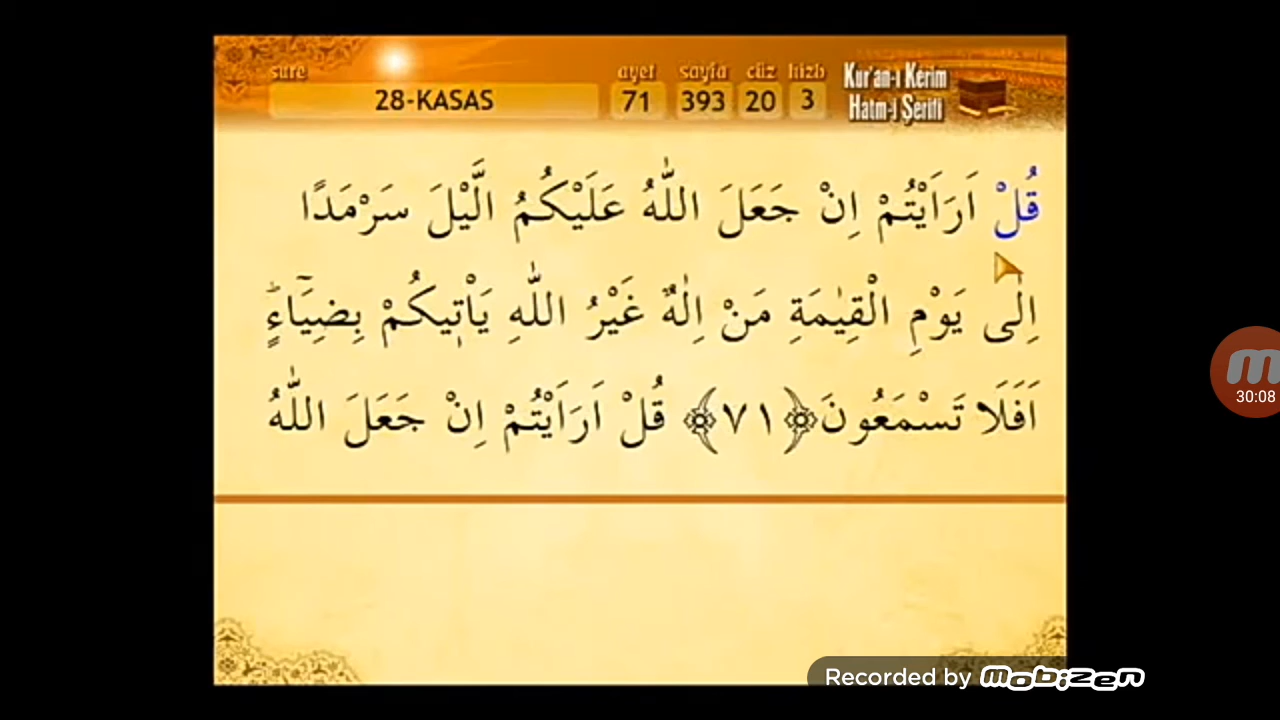 sure ayet sayfa cüz hizb
28-KASAS 71 393 20 3
Kur'an-ı Kerim
Hatm-i Şerifi
قُلْ اَرَاَيْتُمْ اِنْ جَعَلَ اللّٰهُ عَلَيْكُمُ الَّيْلَ سَرْمَدًا
اِلٰى يَوْمِ الْقِيٰمَةِ مَنْ اِلٰهٌ غَيْرُ اللّٰهِ يَاْتٖيكُمْ بِضِيَٓاءٍۜ
اَفَلَا تَسْمَعُونَ ﴿٧١﴾ قُلْ اَرَاَيْتُمْ اِنْ جَعَلَ اللّٰهُ
30:08
Recorded by Mobizen